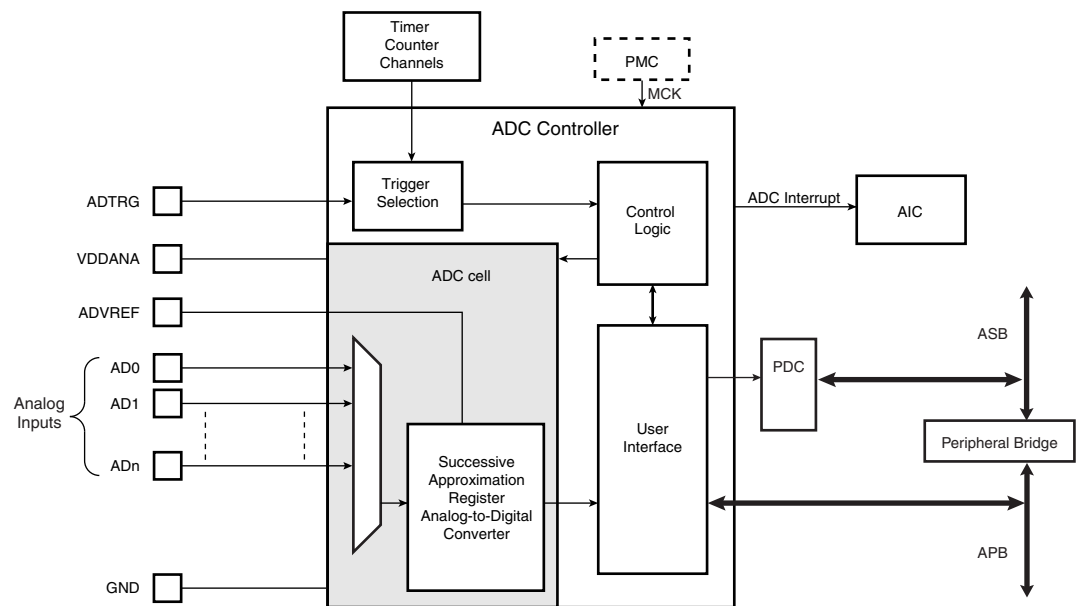 Timer
Counter
Channels
PMC
MCK
ADC Controller
ADTRG
Trigger
Selection
Control
Logic
ADC Interrupt
AIC
VDDANA
ADC cell
ADVREF
ASB
Analog
Inputs
AD0
AD1
ADn
PDC
User
Interface
Peripheral Bridge
Successive
Approximation
Register
Analog-to-Digital
Converter
APB
GND